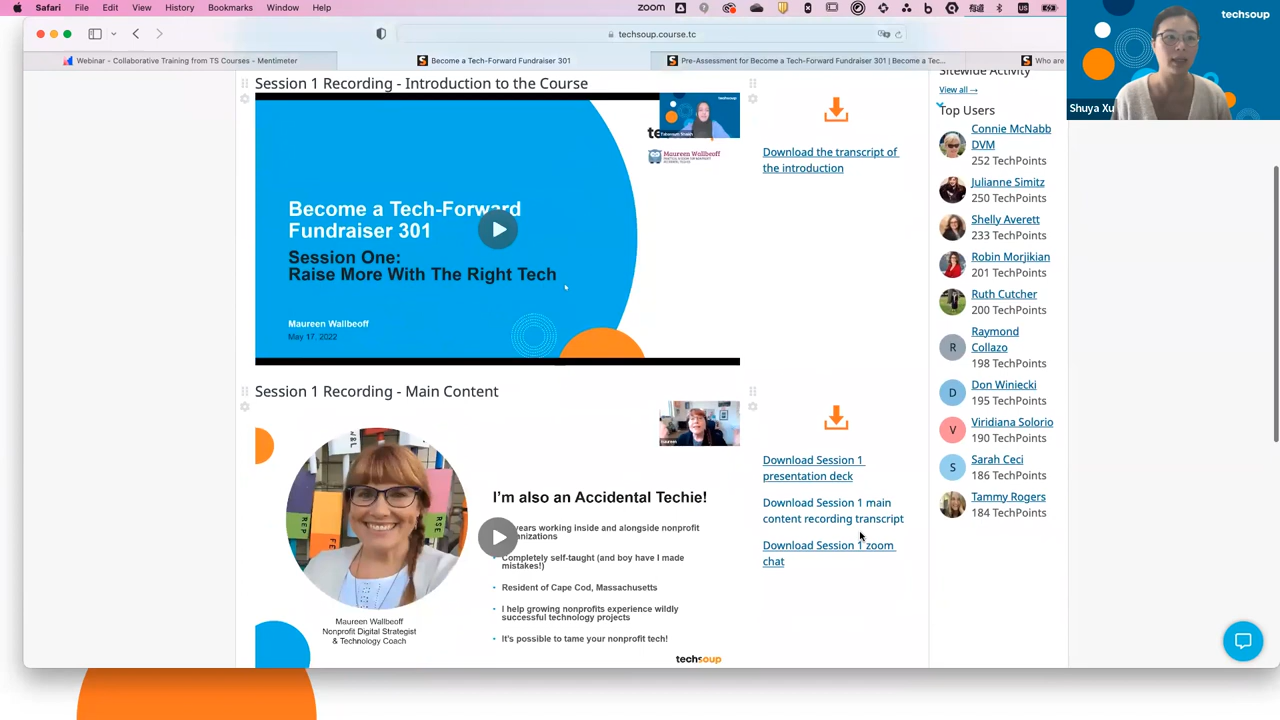 Safari File Edit View History Bookmarks Window Help
zoom
techsoup
techsoup.course.tc
Webinar - Collaborative Training from TS Courses - Mentimeter
Become a Tech-Forward Fundraiser 301
Pre-Assessment for Become a Tech-Forward Fundraiser 301 | Become a Tec...
Who are
Shuya Xu
Session 1 Recording - Introduction to the Course
techsoup
Maureen Wallbeoff
Become a Tech-Forward
Fundraiser 301
Session One:
Raise More With The Right Tech
Maureen Wallbeoff
May 17, 2022
Download the transcript of
the introduction
Session 1 Recording - Main Content
I'm also an Accidental Techie!
years working inside and alongside nonprofit
Completely self-taught (and boy have I made
mistakes!)
Resident of Cape Cod, Massachusetts
I help growing nonprofits experience wildly
successful technology projects
It's possible to tame your nonprofit tech!
Maureen Wallbeoff
Nonprofit Digital Strategist
& Technology Coach
techsoup
Download Session 1
presentation deck
Download Session 1 main
content recording transcript
Download Session 1 zoom
chat
Sitewide Activity
View all →
Top Users
Connie McNabb
DVM
252 TechPoints
Julianne Simitz
250 TechPoints
Shelly Averett
233 TechPoints
Robin Morjikian
201 TechPoints
Ruth Cutcher
200 TechPoints
R
Raymond
Collazo
198 TechPoints
D
Don Winiecki
195 TechPoints
V
Viridiana Solorio
190 TechPoints
S
Sarah Ceci
186 TechPoints
Tammy Rogers
184 TechPoints